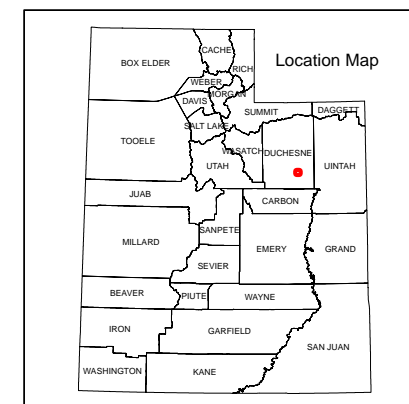 Location Map
BOX ELDER
CACHE
RICH
WEBER
MORGAN
DAVIS
SUMMIT
DAGGETT
SALT LAKE
TOOELE
WASATCH
DUCHESNE
UTAH
UINTAH
JUAB
CARBON
SANPETE
MILLARD
EMERY
GRAND
SEVIER
BEAVER
PIUTE
WAYNE
IRON
GARFIELD
SAN JUAN
WASHINGTON
KANE